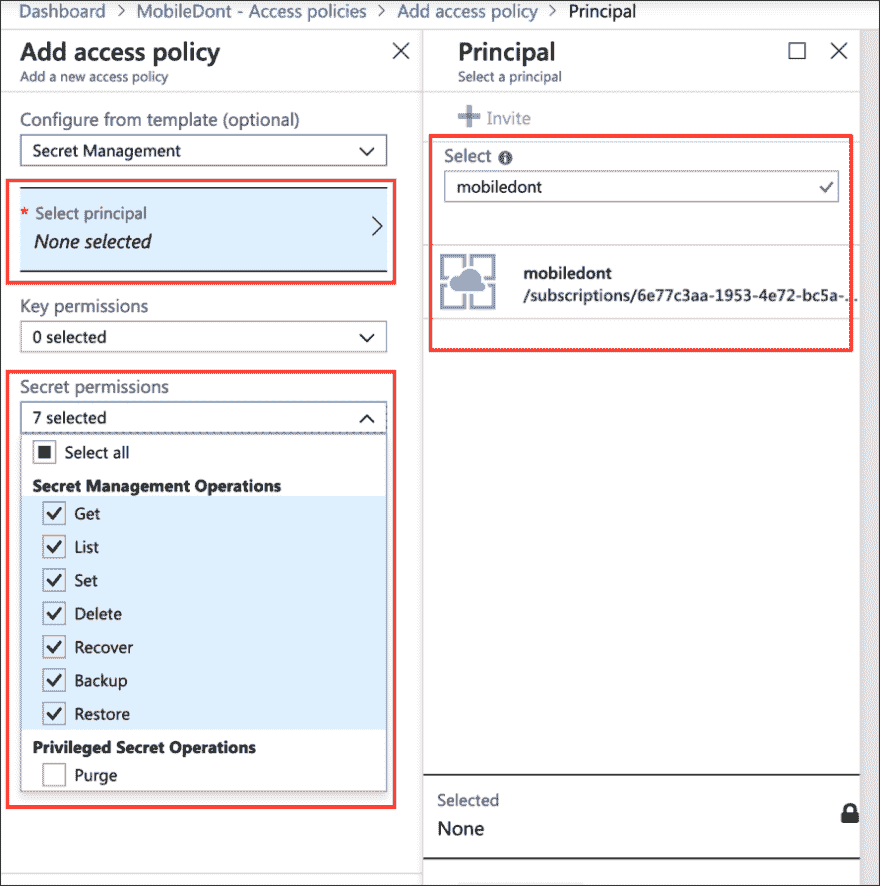 Dashboard > MobileDont - Access policies > Add access policy > Principal
Add access policy
Add a new access policy
Configure from template (optional)
Secret Management
* Select principal
None selected
Key permissions
0 selected
Secret permissions
7 selected
Select all
Secret Management Operations
Get
List
Set
Delete
Recover
Backup
Restore
Privileged Secret Operations
Purge
Principal
Select a principal
Invite
Select
mobiledont
mobiledont
/subscriptions/6e77c3aa-1953-4e72-bc5a-...
Selected
None